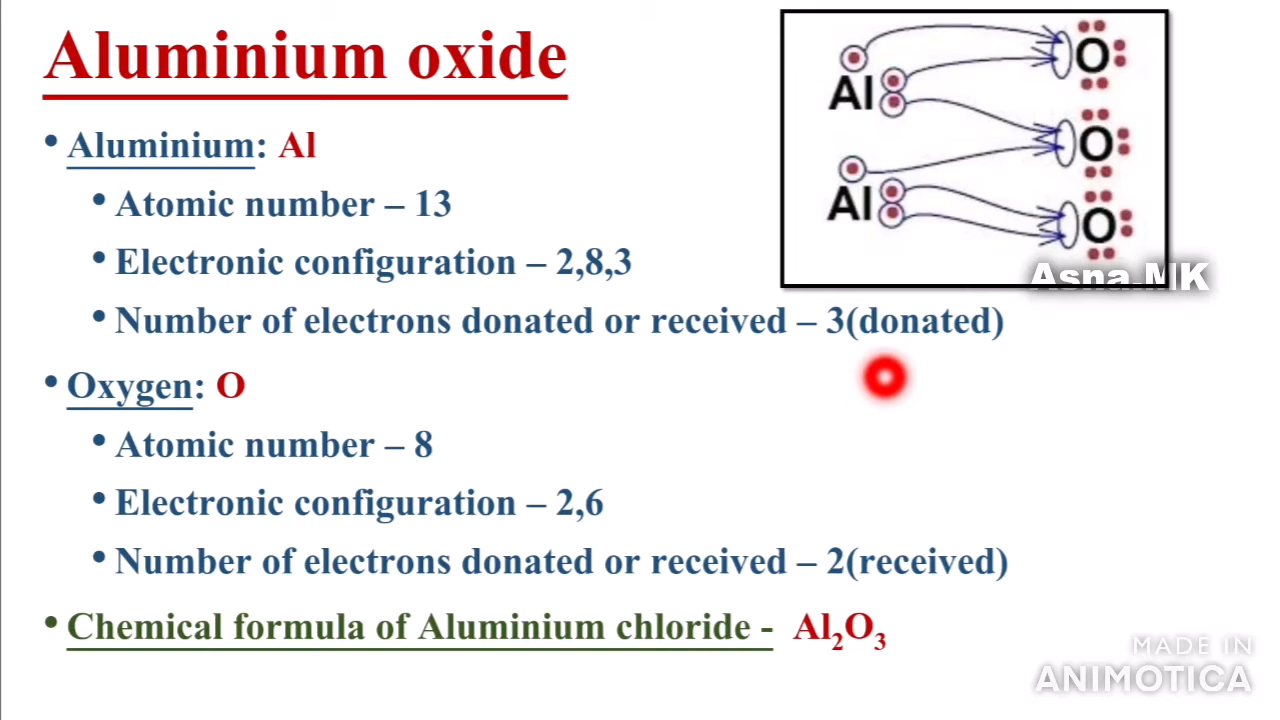 Aluminium oxide
• Aluminium: Al
• Atomic number – 13
• Electronic configuration – 2,8,3
• Number of electrons donated or received – 3(donated)
• Oxygen: O
• Atomic number – 8
• Electronic configuration – 2,6
• Number of electrons donated or received – 2(received)
• Chemical formula of Aluminium chloride - Al₂O₃
Al
Al
O
O
O
Asna.MK
MADE IN
ANIMOTICA